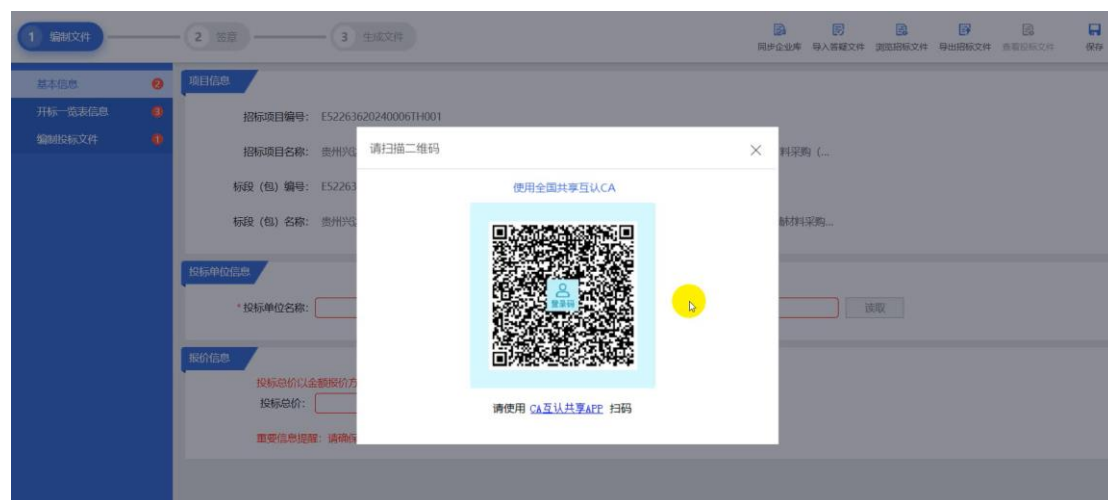 1 编制文件
2 签章
3 生成文件
同步企业库 导入答疑文件 浏览招标文件 导出招标文件 查看投标文件 保存
基本信息 2
开标一览表信息 3
编制投标文件 1
项目信息
招标项目编号： E52263620240006TH001
招标项目名称： 贵州兴 料采购（...
标段（包）编号： E52263
标段（包）名称： 贵州兴 材料采购...
投标单位信息
*投标单位名称： 读取
报价信息
投标总价以金额报价方
投标总价：
重要信息提醒：请确保
请扫描二维码
使用全国共享互认CA
登录码
请使用 CA互认共享APP 扫码